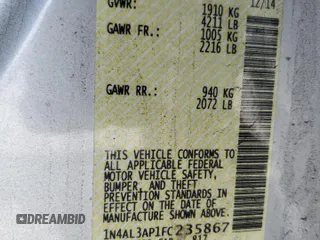 GVWR: 12/14
1910 KG
4211 LB
GAWR FR.: 1005 KG
2216 LB
GAWR RR.: 940 KG
2072 LB
THIS VEHICLE CONFORMS TO
ALL APPLICABLE FEDERAL
MOTOR VEHICLE SAFETY,
BUMPER, AND THEFT
PREVENTION STANDARDS IN
EFFECT ON THE DATE OF
MANUFACTURE SHOWN ABOVE.
1N4AL3AP1FC235867
AUTOBIDMASTER